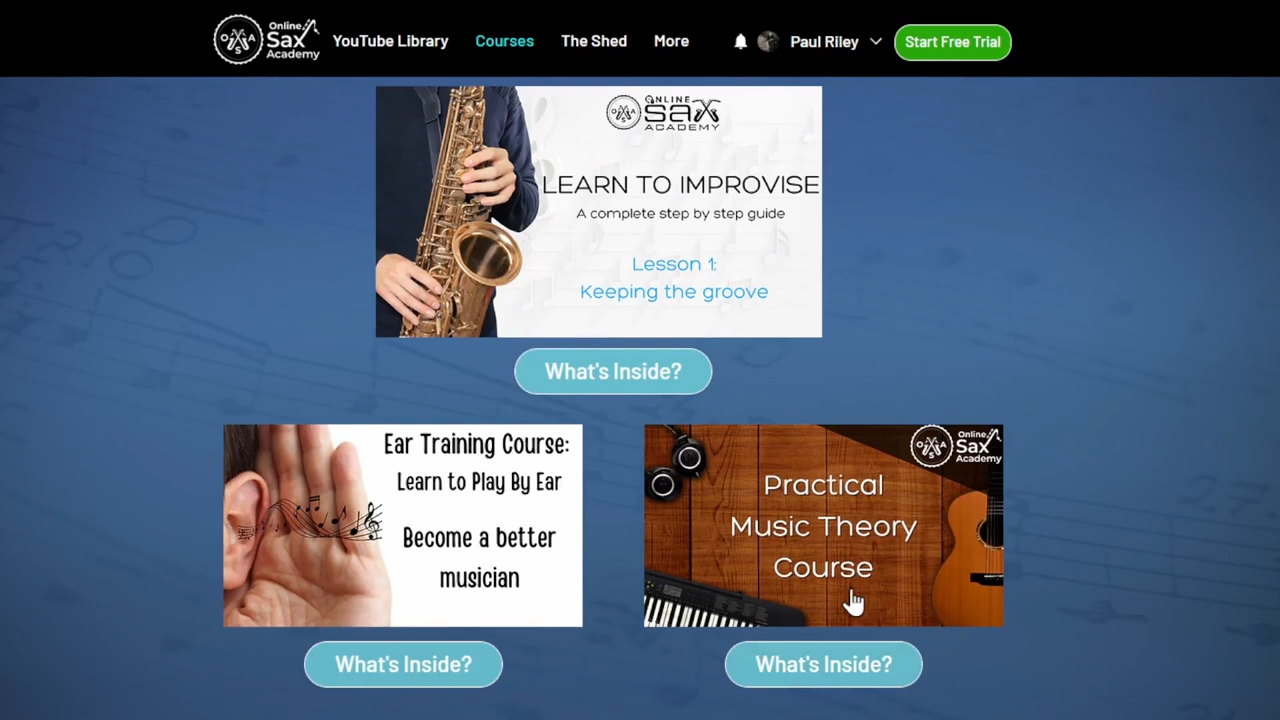 Online
Sax
Academy
O S A
YouTube Library
Courses
The Shed
More
Paul Riley
Start Free Trial
O S A
ONLINE
SAX
ACADEMY
LEARN TO IMPROVISE
A complete step by step guide
Lesson 1:
Keeping the groove
What's Inside?
Ear Training Course:
Learn to Play By Ear
Become a better
musician
O S A
Online
Sax
Academy
Practical
Music Theory
Course
What's Inside?
What's Inside?